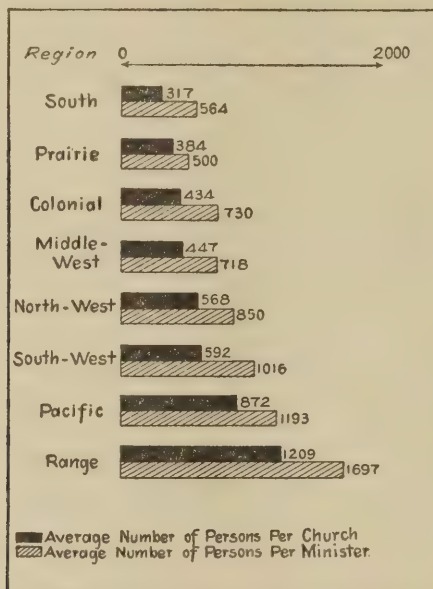 Region 0 2000
South 317
564
Prairie 384
500
Colonial 434
730
Middle-
West 447
718
North-West 568
850
South-West 592
1016
Pacific 872
1193
Range 1209
1697
Average Number of Persons Per Church
Average Number of Persons Per Minister.